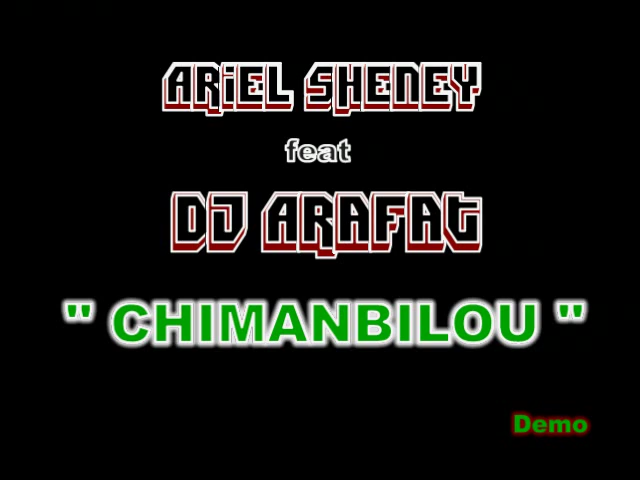 ARiEL SHENEY
feat
DJ ARAFAT
" CHIMANBILOU "
Demo